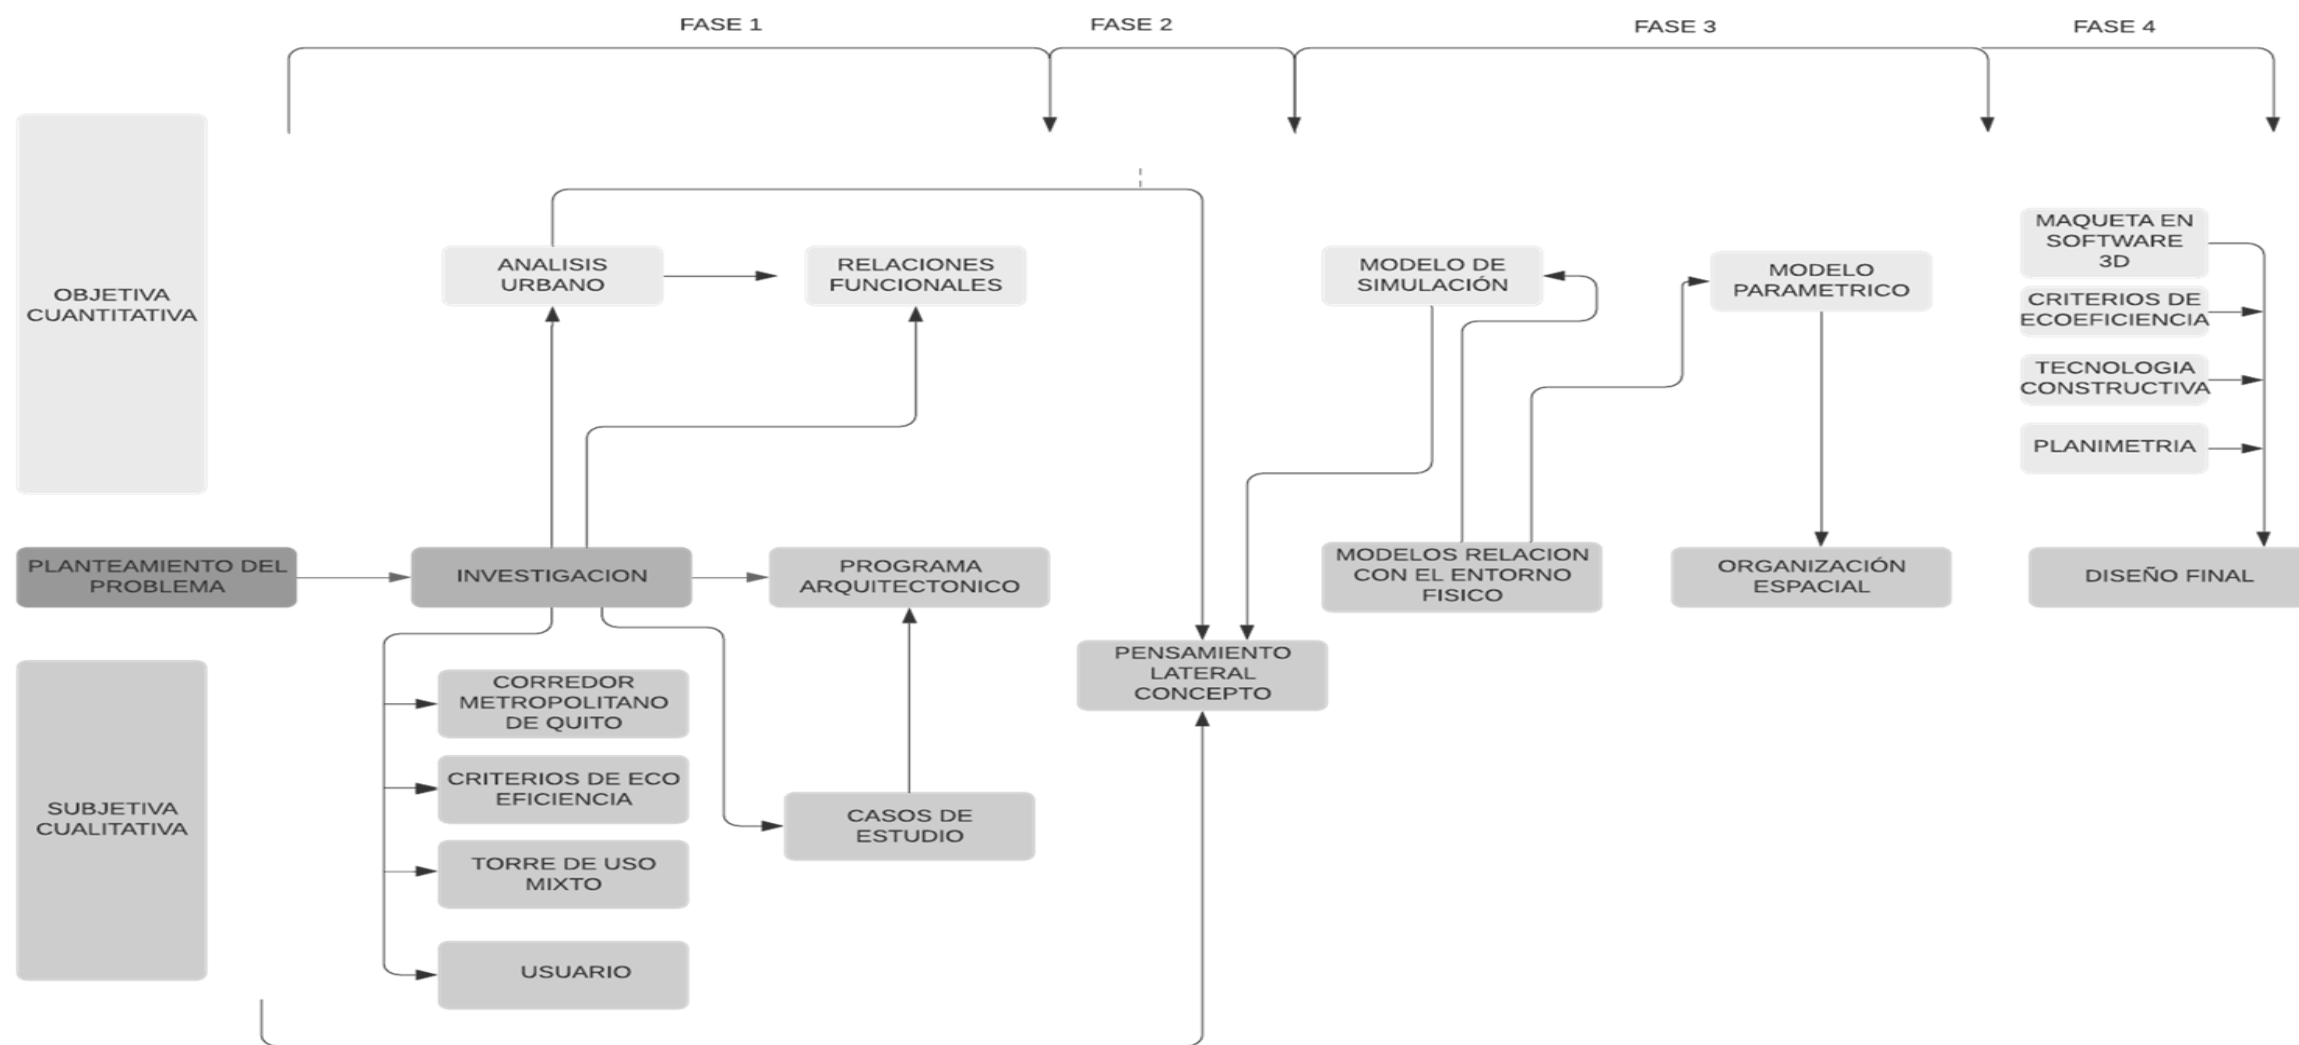 FASE 1
FASE 2
FASE 3
FASE 4
OBJETIVA
CUANTITATIVA
ANALISIS
URBANO
RELACIONES
FUNCIONALES
MODELO DE
SIMULACIÓN
MODELO
PARAMETRICO
MAQUETA EN
SOFTWARE
3D
CRITERIOS DE
ECOEFICIENCIA
TECNOLOGIA
CONSTRUCTIVA
PLANIMETRIA
PLANTEAMIENTO DEL
PROBLEMA
INVESTIGACION
PROGRAMA
ARQUITECTONICO
MODELOS RELACION
CON EL ENTORNO
FISICO
ORGANIZACIÓN
ESPACIAL
DISEÑO FINAL
PENSAMIENTO
LATERAL
CONCEPTO
SUBJETIVA
CUALITATIVA
CORREDOR
METROPOLITANO
DE QUITO
CRITERIOS DE ECO
EFICIENCIA
TORRE DE USO
MIXTO
USUARIO
CASOS DE
ESTUDIO